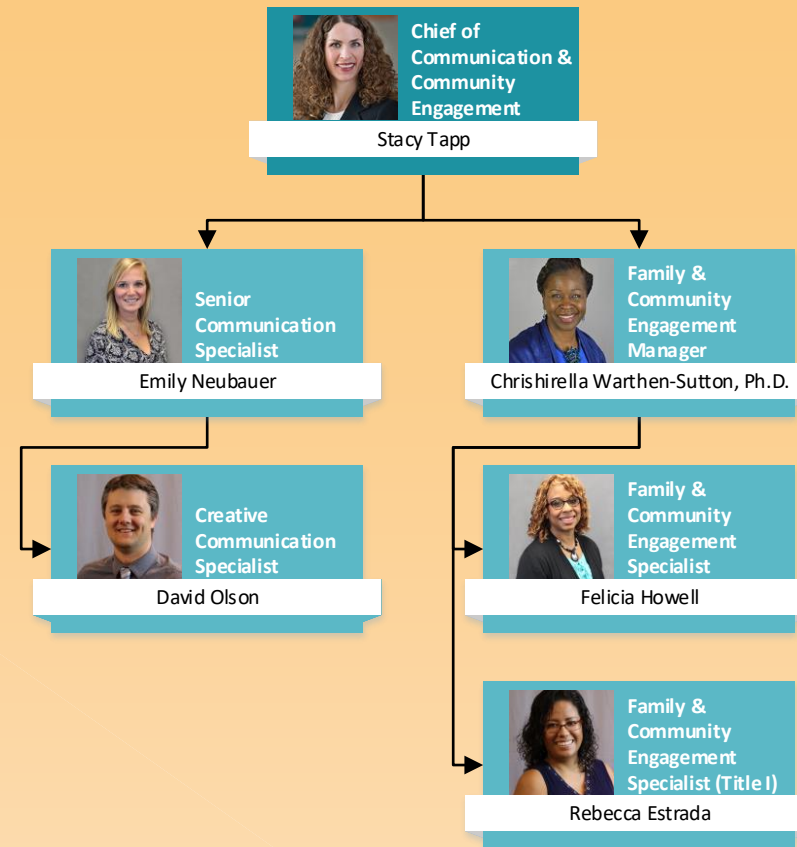 Chief of
Communication &
Community
Engagement
Stacy Tapp
Senior
Communication
Specialist
Emily Neubauer
Family &
Community
Engagement
Manager
Chrishirella Warthen-Sutton, Ph.D.
Creative
Communication
Specialist
David Olson
Family &
Community
Engagement
Specialist
Felicia Howell
Family &
Community
Engagement
Specialist (Title I)
Rebecca Estrada